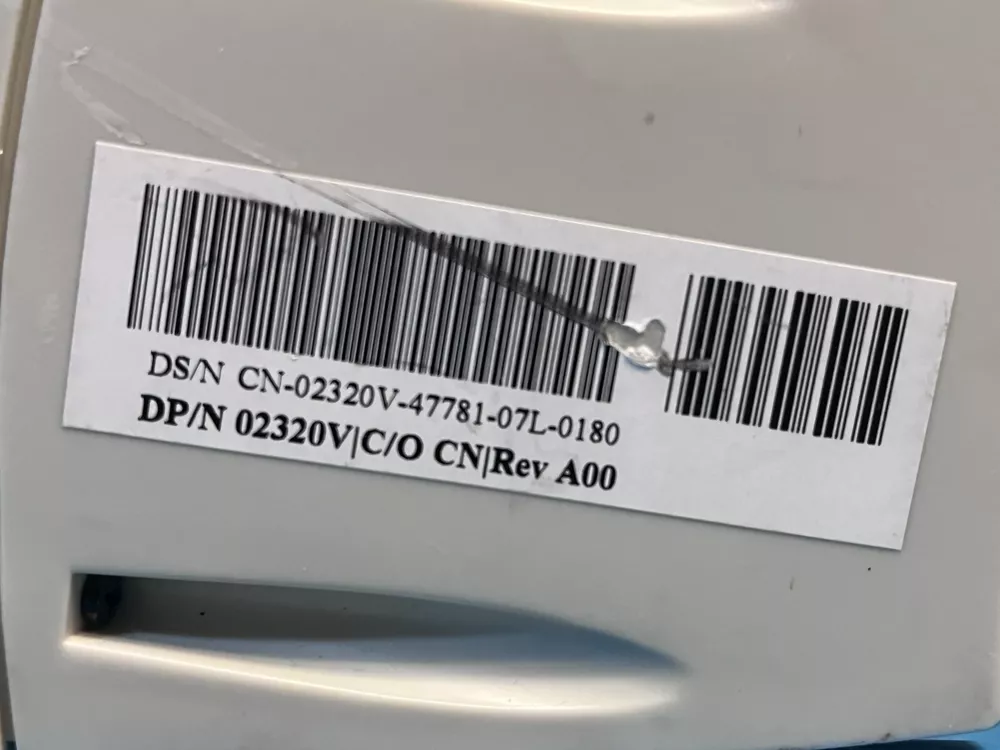 DS/N CN-02320V-47781-07L-0180
DP/N 02320V|C/O CN|Rev A00